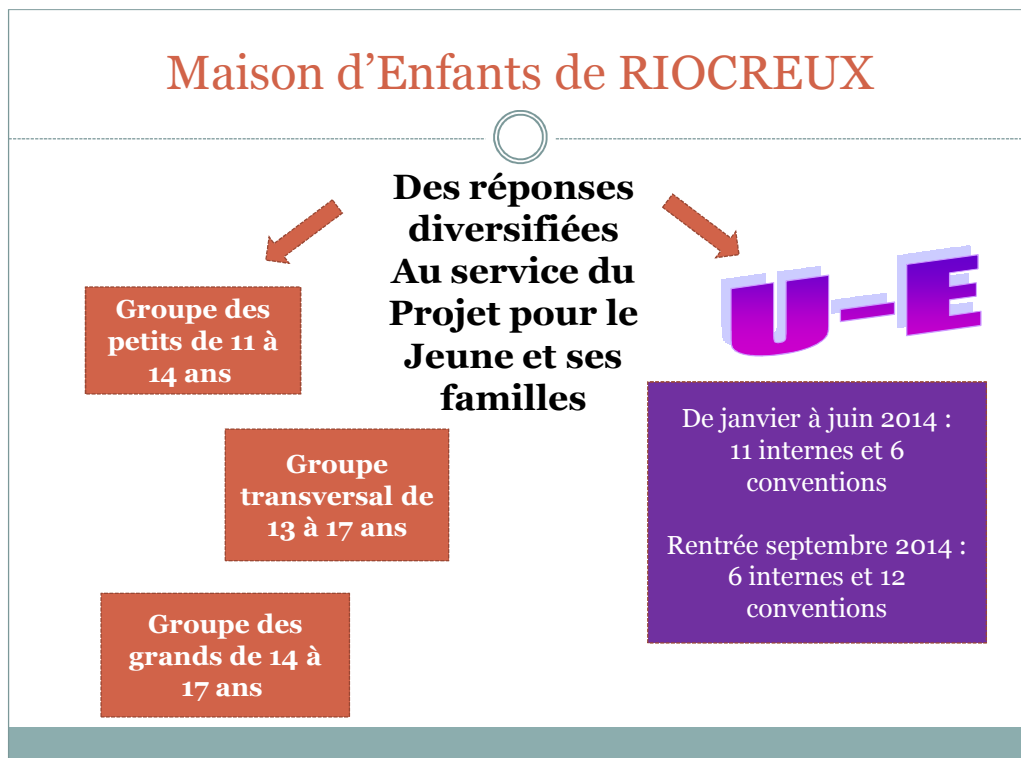 Maison d’Enfants de RIOCREUX
Des réponses
diversifiées
Au service du
Projet pour le
Jeune et ses
familles
Groupe des
petits de 11 à
14 ans
Groupe
transversal de
13 à 17 ans
Groupe des
grands de 14 à
17 ans
U–E
De janvier à juin 2014 :
11 internes et 6
conventions
Rentrée septembre 2014 :
6 internes et 12
conventions